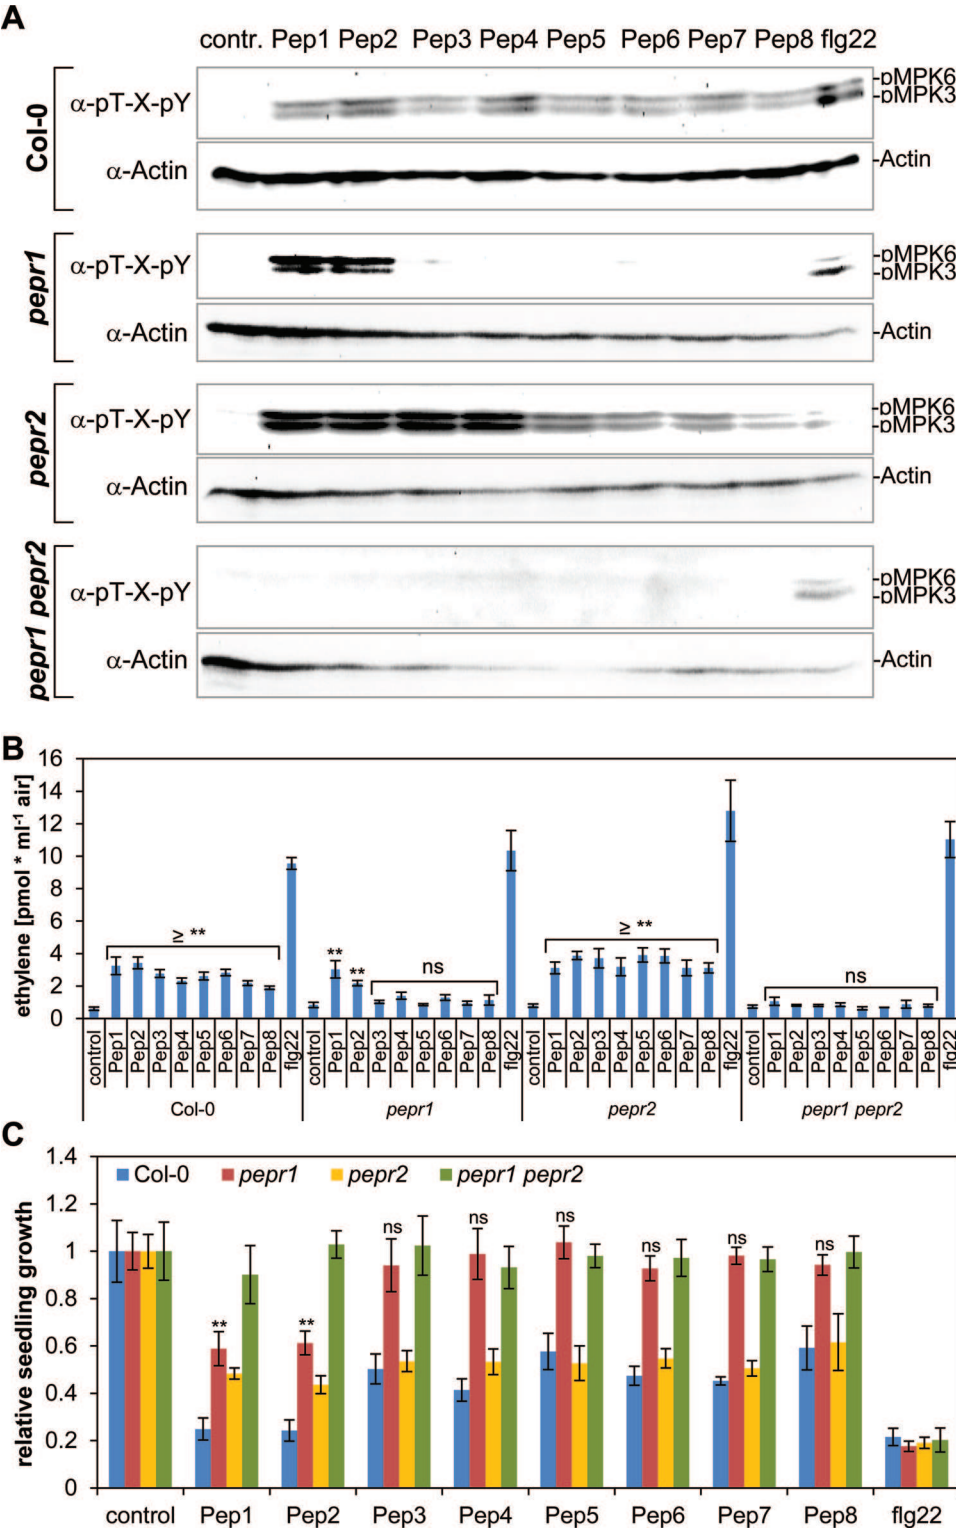 A
contr. Pep1 Pep2 Pep3 Pep4 Pep5 Pep6 Pep7 Pep8 flg22
Col-0
α-pT-X-pY
pMPK6
pMPK3
α-Actin
Actin
pepr1
α-pT-X-pY
pMPK6
pMPK3
α-Actin
Actin
pepr2
α-pT-X-pY
pMPK6
pMPK3
α-Actin
Actin
pepr1 pepr2
α-pT-X-pY
pMPK6
pMPK3
α-Actin
Actin
B
ethylene [pmol * ml⁻¹ air]
16
14
12
10
8
6
4
2
0
≥ **
**
**
ns
≥ **
ns
control Pep1 Pep2 Pep3 Pep4 Pep5 Pep6 Pep7 Pep8 flg22 control Pep1 Pep2 Pep3 Pep4 Pep5 Pep6 Pep7 Pep8 flg22 control Pep1 Pep2 Pep3 Pep4 Pep5 Pep6 Pep7 Pep8 flg22 control Pep1 Pep2 Pep3 Pep4 Pep5 Pep6 Pep7 Pep8 flg22
Col-0 pepr1 pepr2 pepr1 pepr2
C
relative seedling growth
1.4
1.2
1
0.8
0.6
0.4
0.2
0
Col-0 pepr1 pepr2 pepr1 pepr2
** ** ns ns ns ns ns ns
control Pep1 Pep2 Pep3 Pep4 Pep5 Pep6 Pep7 Pep8 flg22